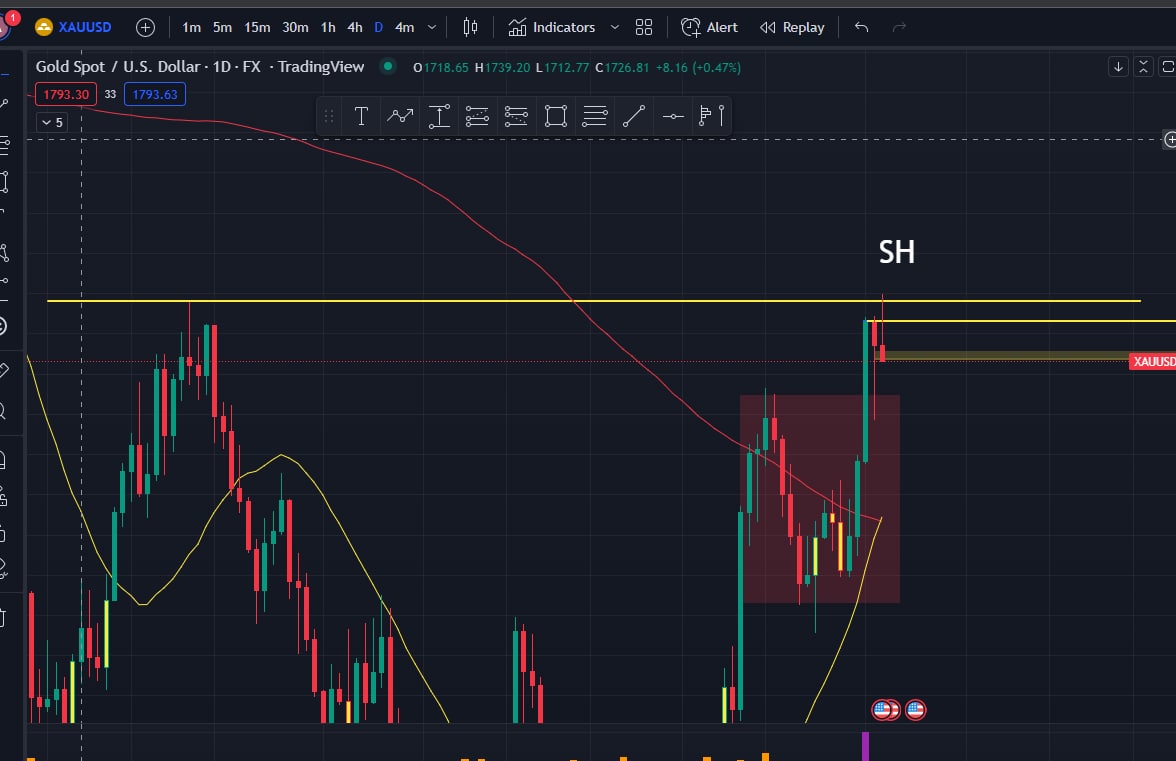 1
XAUUSD 1m 5m 15m 30m 1h 4h D 4m Indicators Alert Replay
Gold Spot / U.S. Dollar · 1D · FX · TradingView O1718.65 H1739.20 L1712.77 C1726.81 +8.16 (+0.47%)
1793.30 33 1793.63
5
T
SH
XAUUSD